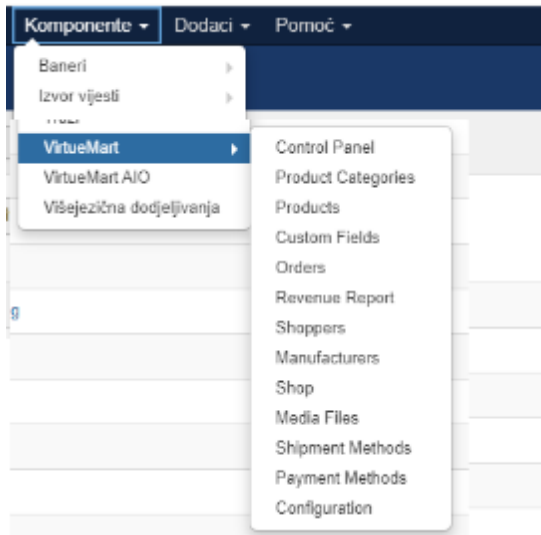 Komponente Dodaci Pomoć
Baneri
Izvor vijesti
VirtueMart
VirtueMart AIO
Višejezična dodjeljivanja
Control Panel
Product Categories
Products
Custom Fields
Orders
Revenue Report
Shoppers
Manufacturers
Shop
Media Files
Shipment Methods
Payment Methods
Configuration
g